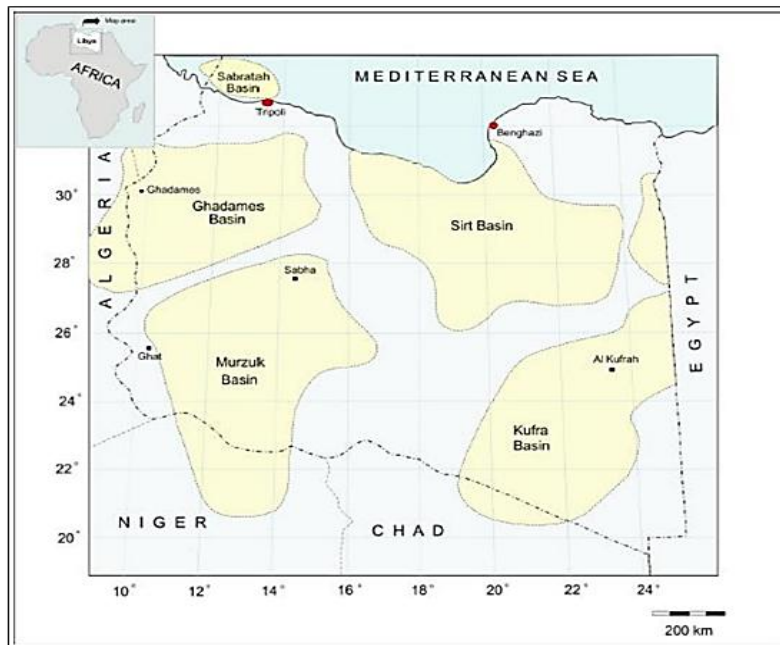 Map area
Libya
AFRICA
MEDITERRANEAN SEA
Sabratah
Basin
Tripoli
Benghazi
ALGERIA
Ghadames
Ghadames
Basin
Sirt Basin
Sabha
EGYPT
Ghat
Murzuk
Basin
Al Kufrah
Kufra
Basin
NIGER
CHAD
30°
28°
26°
24°
22°
20°
10°
12°
14°
16°
20°
22°
24°
200 km